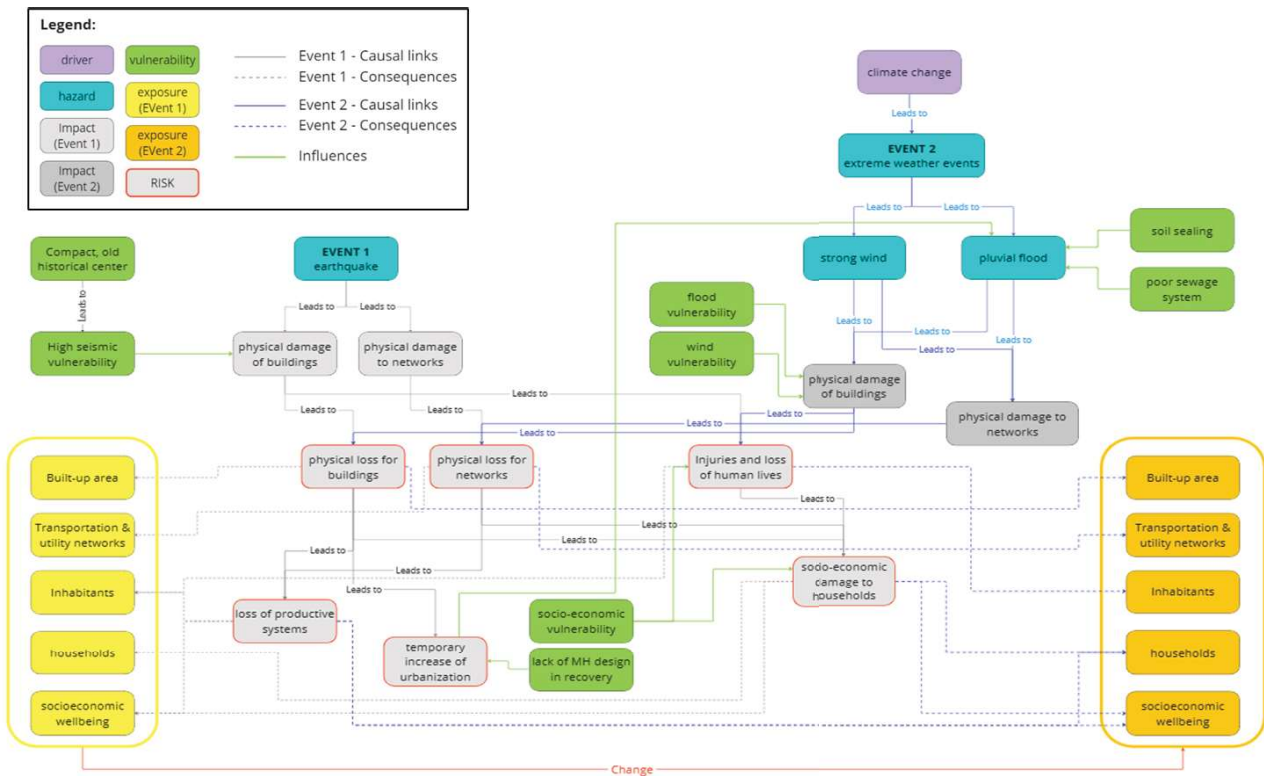 Legend:
driver
vulnerability
hazard
exposure
(EVent 1)
Impact
(Event 1)
exposure
(EVent 2)
Impact
(Event 2)
RISK
Event 1 - Causal links
Event 1 - Consequences
Event 2 - Causal links
Event 2 - Consequences
Influences
climate change
Leads to
EVENT 2
extreme weather events
Leads to
Leads to
Compact, old
historical center
EVENT 1
earthquake
strong wind
pluvial flood
soil sealing
poor sewage
system
Leads to
Leads to
Leads to
flood
vulnerability
wind
vulnerability
Leads to
Leads to
Leads to
Leads to
High seismic
vulnerability
physical damage
of buildings
physical damage
to networks
physical damage
of buildings
physical damage to
networks
Leads to
Leads to
Leads to
Leads to
Leads to
physical loss for
buildings
physical loss for
networks
Injuries and loss
of human lives
Built-up area
Transportation &
utility networks
Inhabitants
households
socioeconomic
wellbeing
Built-up area
Transportation &
utility networks
Inhabitants
households
socioeconomic
wellbeing
Leads to
Leads to
Leads to
Leads to
Leads to
Leads to
Leads to
loss of productive
systems
temporary
increase of
urbanization
socio-economic
vulnerability
lack of MH design
in recovery
socio-economic
damage to
households
Change